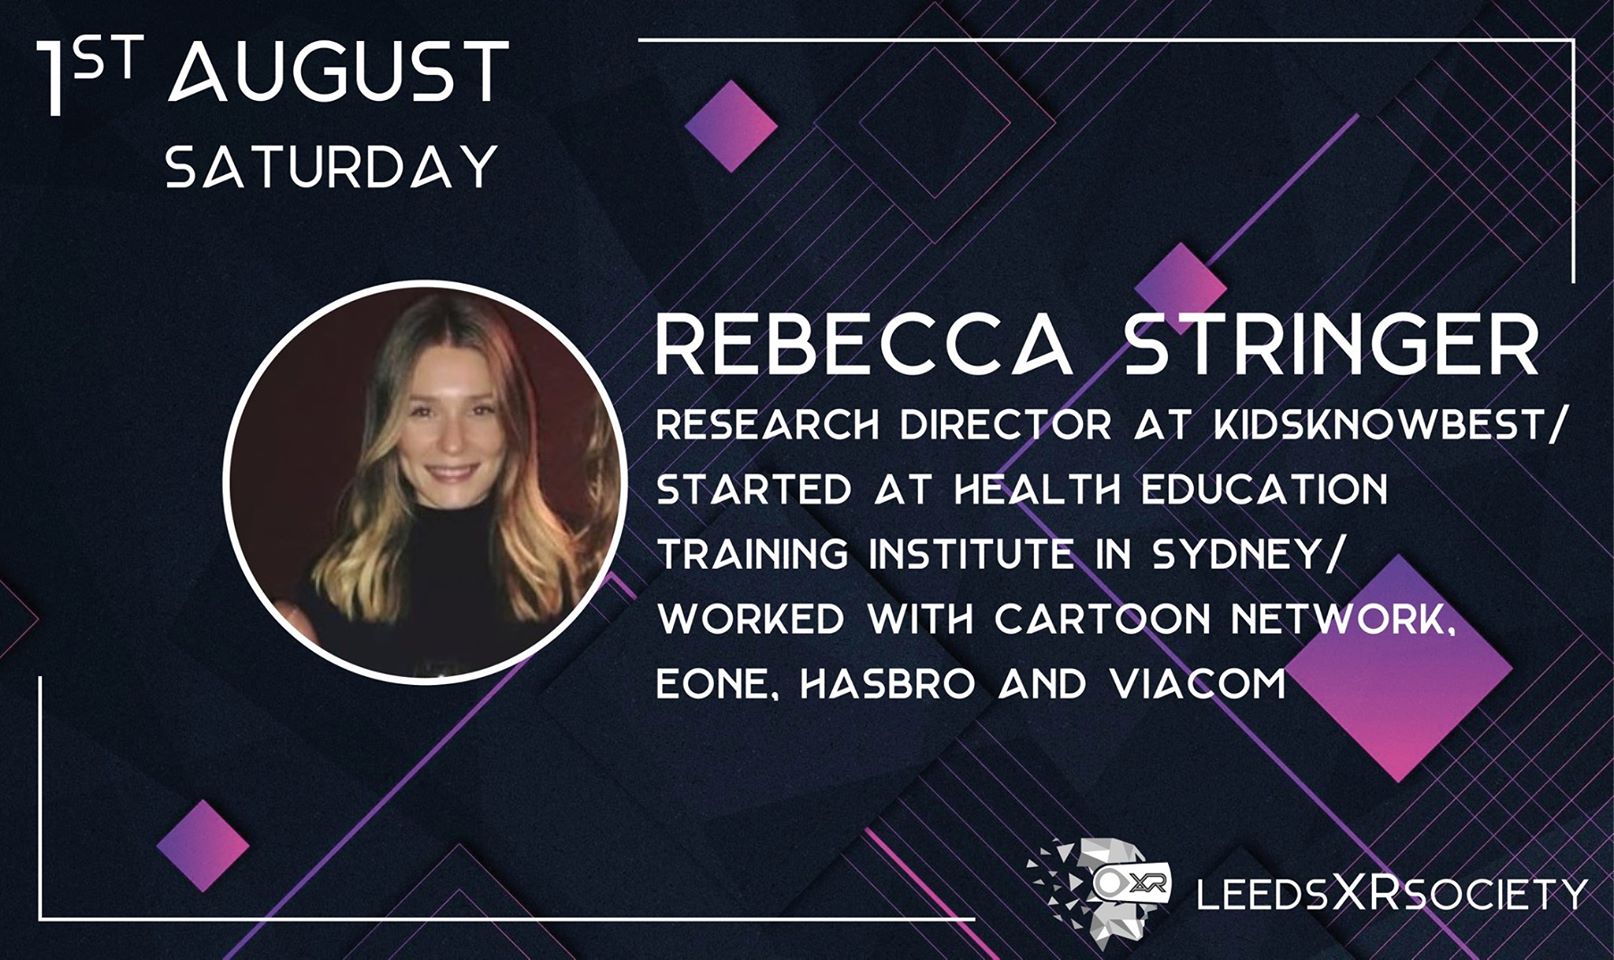 1ST AUGUST
SATURDAY
REBECCA STRINGER
RESEARCH DIRECTOR AT KIDSKNOWBEST/
STARTED AT HEALTH EDUCATION
TRAINING INSTITUTE IN SYDNEY/
WORKED WITH CARTOON NETWORK,
EONE, HASBRO AND VIACOM
XR
LEEDSXRSOCIETY